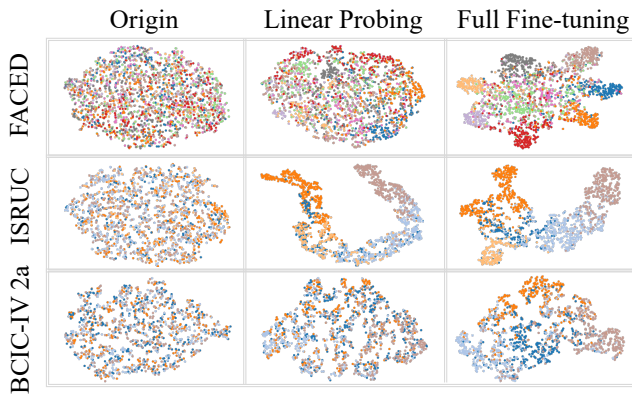 Origin
Linear Probing
Full Fine-tuning
FACED
ISRUC
BCIC-IV 2a